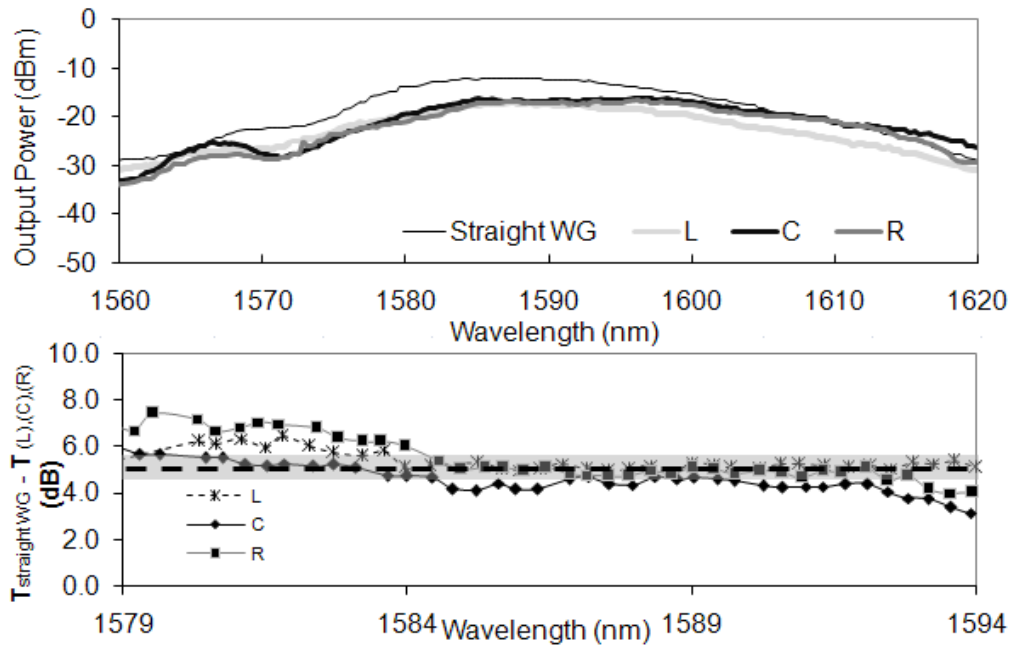 0
-10
-20
-30
-40
-50
Output Power (dBm)
Straight WG L C R
1560 1570 1580 1590 1600 1610 1620
Wavelength (nm)
10.0
8.0
6.0
4.0
2.0
0.0
TstraightWG - T (L),(C),(R)
(dB)
L
C
R
1579 1584 1589 1594
Wavelength (nm)